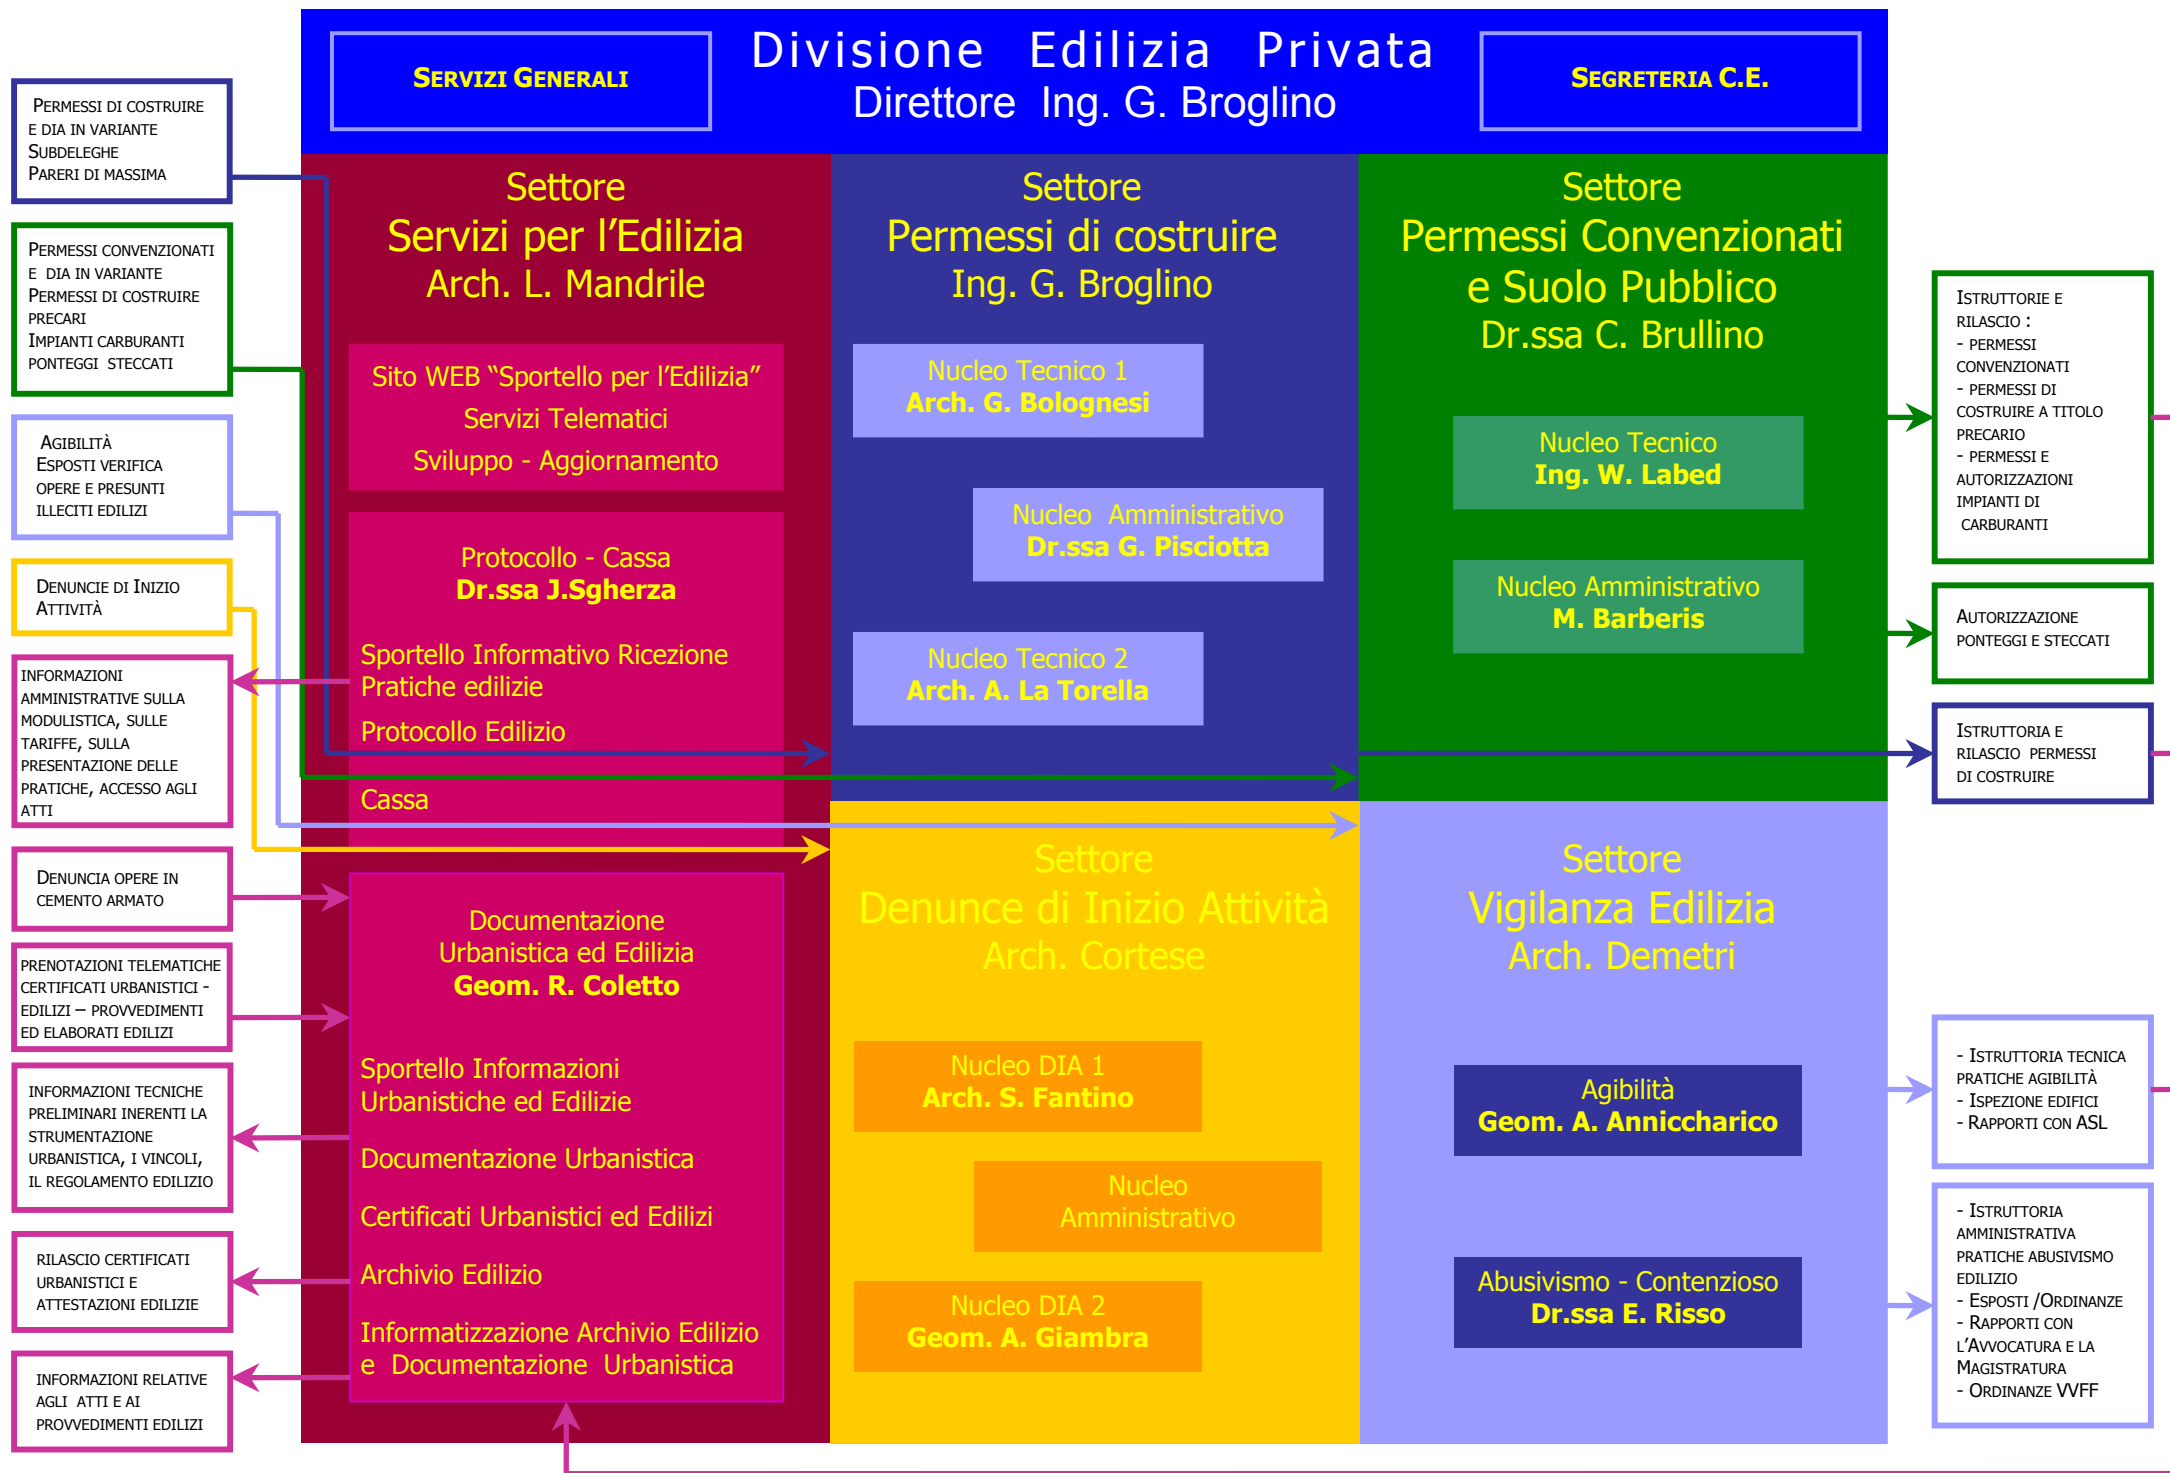 Divisione Edilizia Privata
Direttore Ing. G. Broglino
SERVIZI GENERALI
SEGRETERIA C.E.
PERMESSI DI COSTRUIRE
E DIA IN VARIANTE
SUBDELEGHE
PARERI DI MASSIMA
PERMESSI CONVENZIONATI
E DIA IN VARIANTE
PERMESSI DI COSTRUIRE
PRECARI
IMPIANTI CARBURANTI
PONTEGGI STECCATI
AGIBILITÀ
ESPOSTI VERIFICA
OPERE E PRESUNTI
ILLECITI EDILIZI
DENUNCIE DI INIZIO
ATTIVITÀ
INFORMAZIONI
AMMINISTRATIVE SULLA
MODULISTICA, SULLE
TARIFFE, SULLA
PRESENTAZIONE DELLE
PRATICHE, ACCESSO AGLI
ATTI
DENUNCIA OPERE IN
CEMENTO ARMATO
PRENOTAZIONI TELEMATICHE
CERTIFICATI URBANISTICI -
EDILIZI – PROVVEDIMENTI
ED ELABORATI EDILIZI
INFORMAZIONI TECNICHE
PRELIMINARI INERENTI LA
STRUMENTAZIONE
URBANISTICA, I VINCOLI,
IL REGOLAMENTO EDILIZIO
RILASCIO CERTIFICATI
URBANISTICI E
ATTESTAZIONI EDILIZIE
INFORMAZIONI RELATIVE
AGLI ATTI E AI
PROVVEDIMENTI EDILIZI
Settore
Servizi per l'Edilizia
Arch. L. Mandrile
Sito WEB “Sportello per l'Edilizia”
Servizi Telematici
Sviluppo - Aggiornamento
Protocollo - Cassa
Dr.ssa J.Sgherza
Sportello Informativo Ricezione
Pratiche edilizie
Protocollo Edilizio
Cassa
Documentazione
Urbanistica ed Edilizia
Geom. R. Coletto
Sportello Informazioni
Urbanistiche ed Edilizie
Documentazione Urbanistica
Certificati Urbanistici ed Edilizi
Archivio Edilizio
Informatizzazione Archivio Edilizio
e Documentazione Urbanistica
Settore
Permessi di costruire
Ing. G. Broglino
Nucleo Tecnico 1
Arch. G. Bolognesi
Nucleo Amministrativo
Dr.ssa G. Pisciotta
Nucleo Tecnico 2
Arch. A. La Torella
Settore
Permessi Convenzionati
e Suolo Pubblico
Dr.ssa C. Brullino
Nucleo Tecnico
Ing. W. Labed
Nucleo Amministrativo
M. Barberis
Settore
Denunce di Inizio Attività
Arch. Cortese
Nucleo DIA 1
Arch. S. Fantino
Nucleo
Amministrativo
Nucleo DIA 2
Geom. A. Giambra
Settore
Vigilanza Edilizia
Arch. Demetri
Agibilità
Geom. A. Anniccharico
Abusivismo - Contenzioso
Dr.ssa E. Risso
ISTRUTTORIE E
RILASCIO :
- PERMESSI
CONVENZIONATI
- PERMESSI DI
COSTRUIRE A TITOLO
PRECARIO
- PERMESSI E
AUTORIZZAZIONI
IMPIANTI DI
CARBURANTI
AUTORIZZAZIONE
PONTEGGI E STECCATI
ISTRUTTORIA E
RILASCIO PERMESSI
DI COSTRUIRE
- ISTRUTTORIA TECNICA
PRATICHE AGIBILITÀ
- ISPEZIONE EDIFICI
- RAPPORTI CON ASL
- ISTRUTTORIA
AMMINISTRATIVA
PRATICHE ABUSIVISMO
EDILIZIO
- ESPOSTI /ORDINANZE
- RAPPORTI CON
L'AVVOCATURA E LA
MAGISTRATURA
- ORDINANZE VVFF